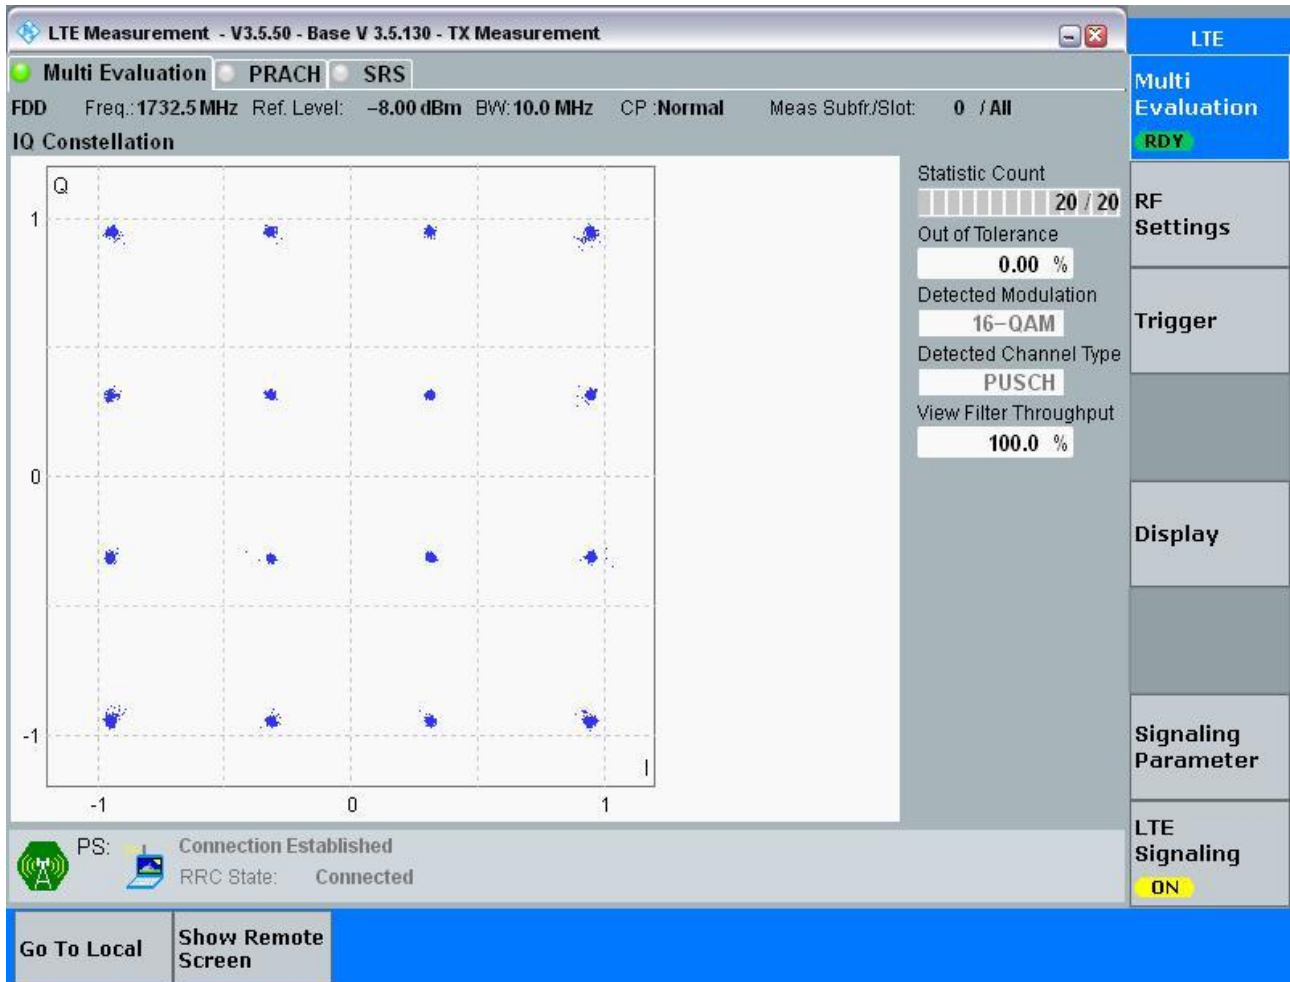 LTE Measurement - V3.5.50 - Base V 3.5.130 - TX Measurement
LTE
Multi Evaluation PRACH SRS
Multi
Evaluation
RDY
FDD Freq.: 1732.5 MHz Ref. Level: −8.00 dBm BW: 10.0 MHz CP : Normal Meas Subfr./Slot: 0 / All
IQ Constellation
Q
1
0
-1
I
-1 0 1
Statistic Count
20 / 20
Out of Tolerance
0.00 %
Detected Modulation
16−QAM
Detected Channel Type
PUSCH
View Filter Throughput
100.0 %
RF
Settings
Trigger
Display
Signaling
Parameter
LTE
Signaling
ON
PS: Connection Established
RRC State: Connected
Go To Local
Show Remote
Screen